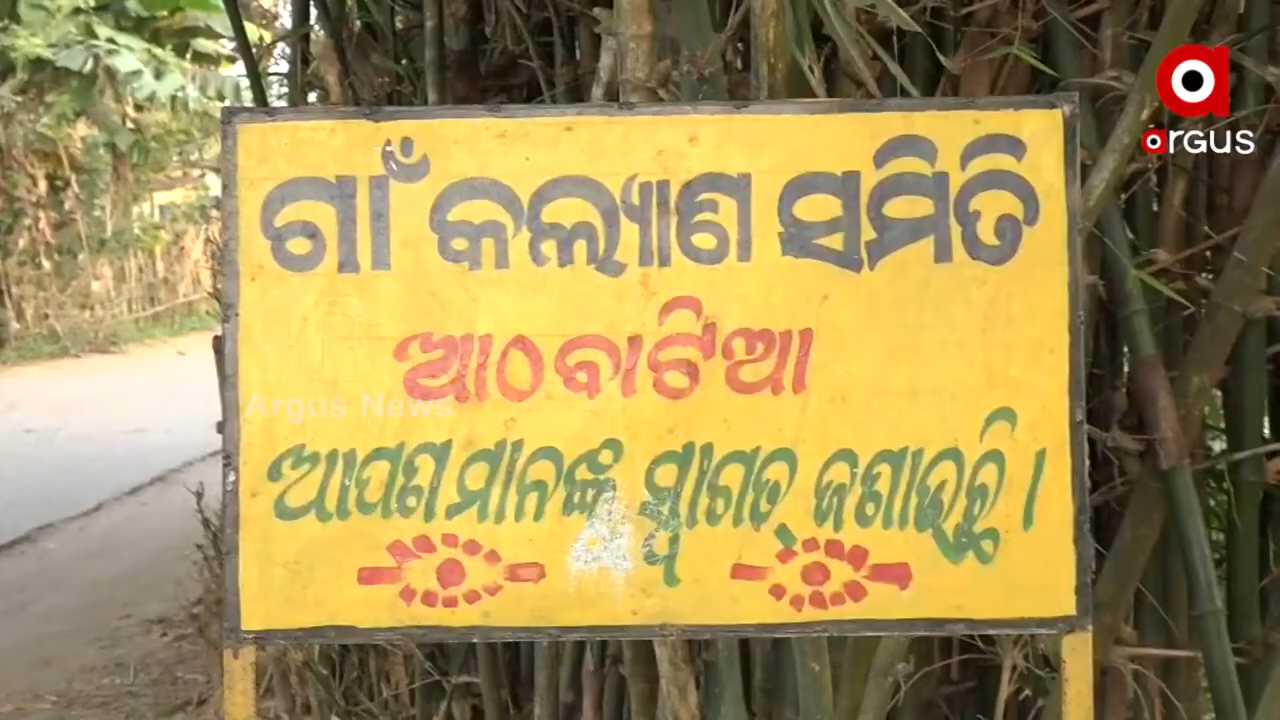 ଗାଁ କଲ୍ୟାଣ ସମିତି
ଆଠବାଟିଆ
ଆପଣମାନଙ୍କୁ ସ୍ୱାଗତ ଜଣାଉଛି ।
Argus News
aRGUS